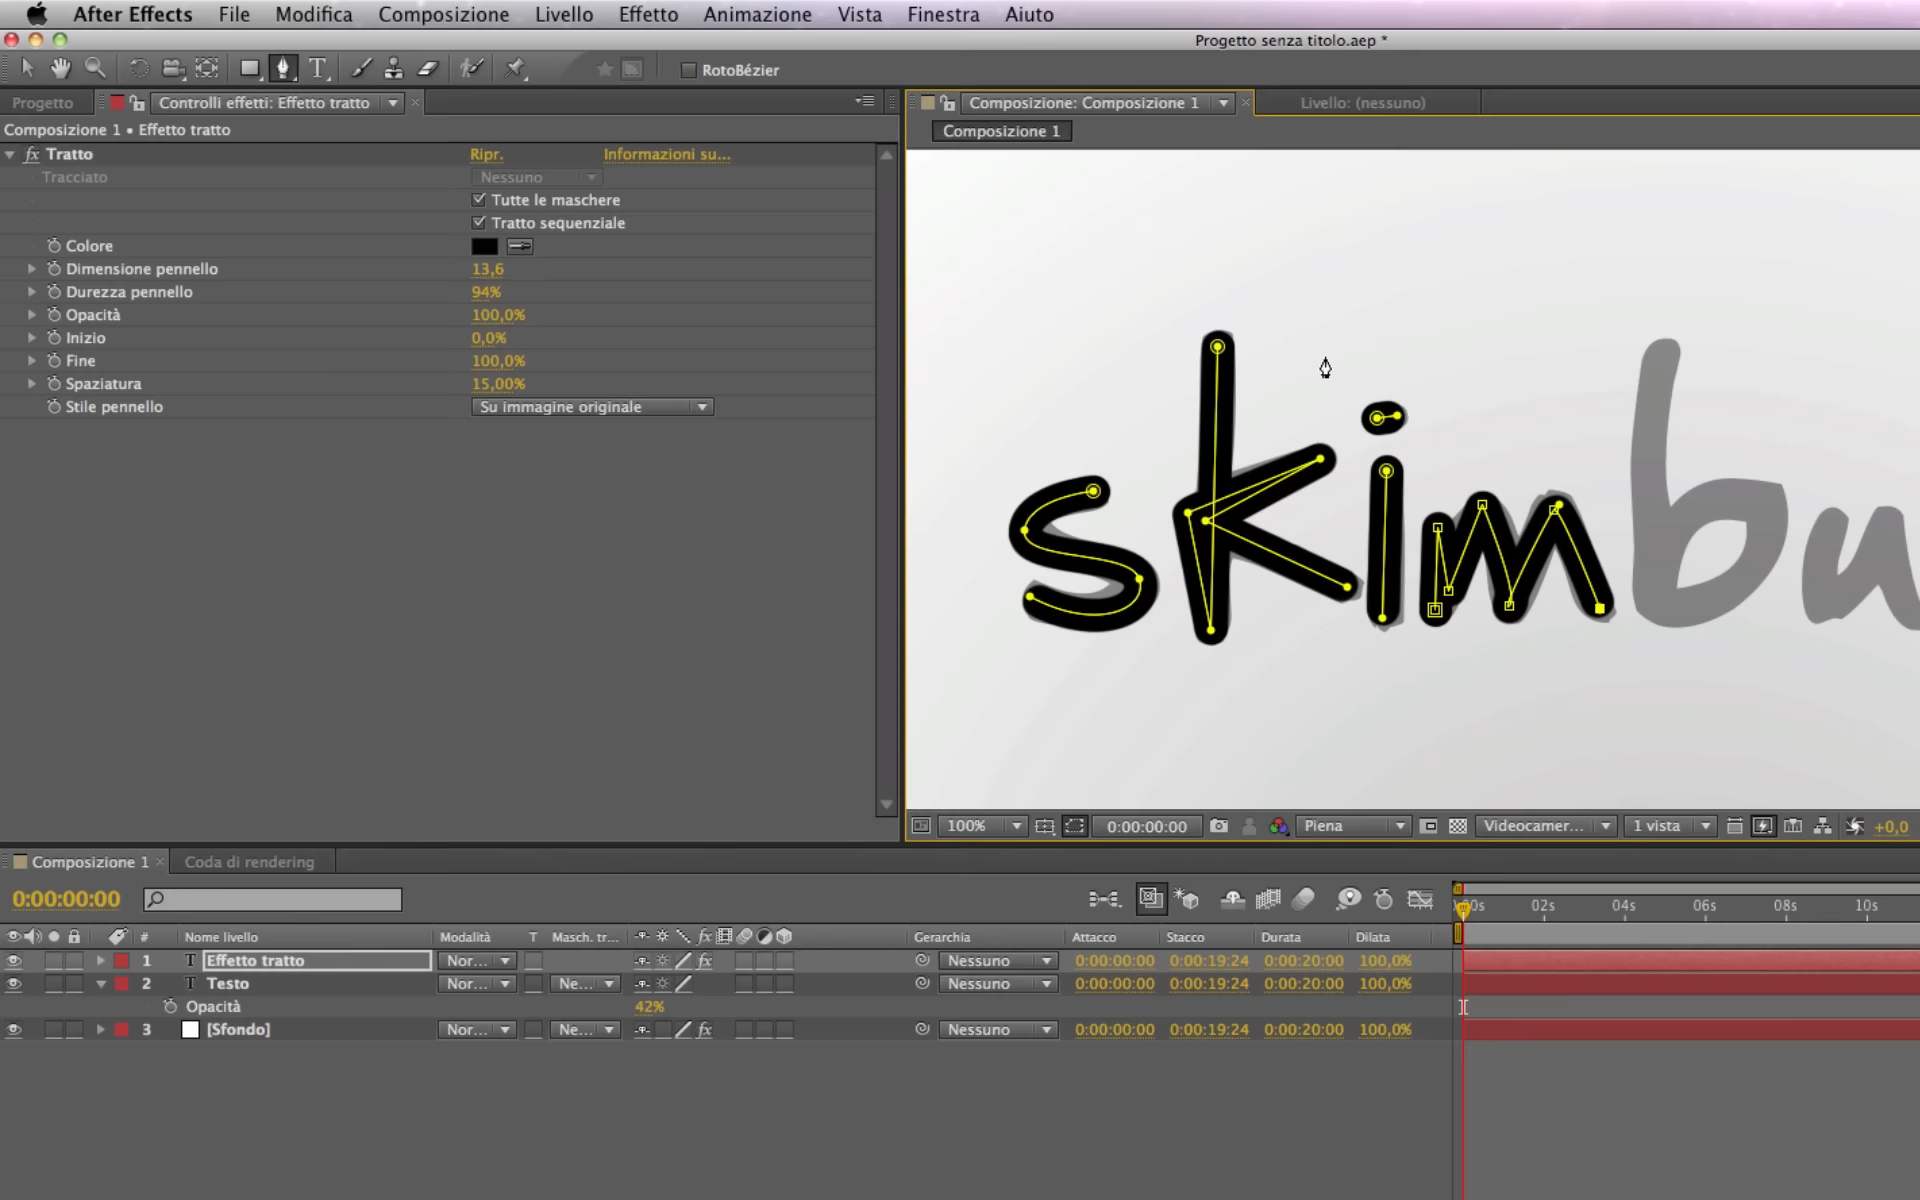 After Effects File Modifica Composizione Livello Effetto Animazione Vista Finestra Aiuto
Progetto senza titolo.aep *
RotoBézier
Progetto Controlli effetti: Effetto tratto
Composizione: Composizione 1 Livello: (nessuno)
Composizione 1 • Effetto tratto
Composizione 1
fx Tratto Ripr. Informazioni su...
Tracciato Nessuno
Tutte le maschere
Tratto sequenziale
Colore
Dimensione pennello 13,6
Durezza pennello 94%
Opacità 100,0%
Inizio 0,0%
Fine 100,0%
Spaziatura 15,00%
Stile pennello Su immagine originale
skimbu
100% 0:00:00:00 Piena Videocamer... 1 vista +0,0
Composizione 1 Coda di rendering
0:00:00:00
02s 04s 06s 08s 10s
# Nome livello Modalità T Masch. tr... fx Gerarchia Attacco Stacco Durata Dilata
1 T Effetto tratto Nor... fx Nessuno 0:00:00:00 0:00:19:24 0:00:20:00 100,0%
2 T Testo Nor... Ne... Nessuno 0:00:00:00 0:00:19:24 0:00:20:00 100,0%
Opacità 42%
3 [Sfondo] Nor... Ne... fx Nessuno 0:00:00:00 0:00:19:24 0:00:20:00 100,0%